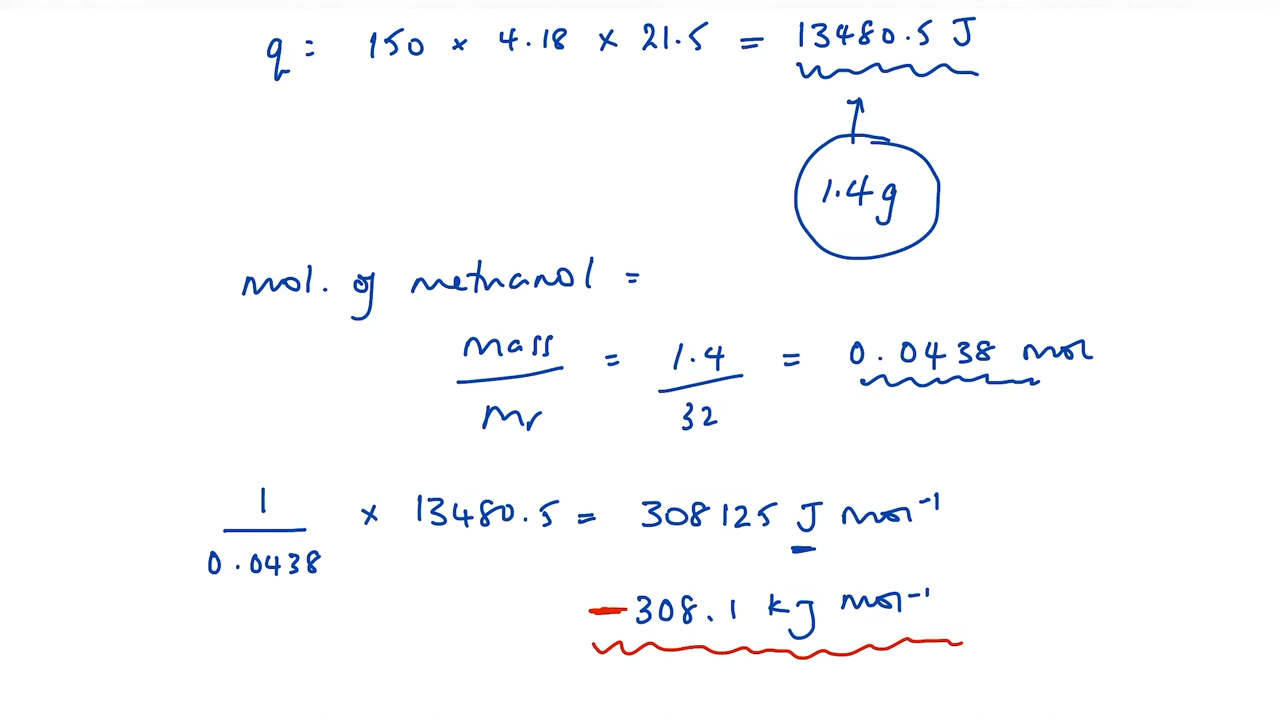 q = 150 × 4.18 × 21.5 = 13480.5 J
1.4 g
mol. of methanol =
mass / Mr = 1.4 / 32 = 0.0438 mol
1 / 0.0438 × 13480.5 = 308125 J mol⁻¹
-308.1 kJ mol⁻¹